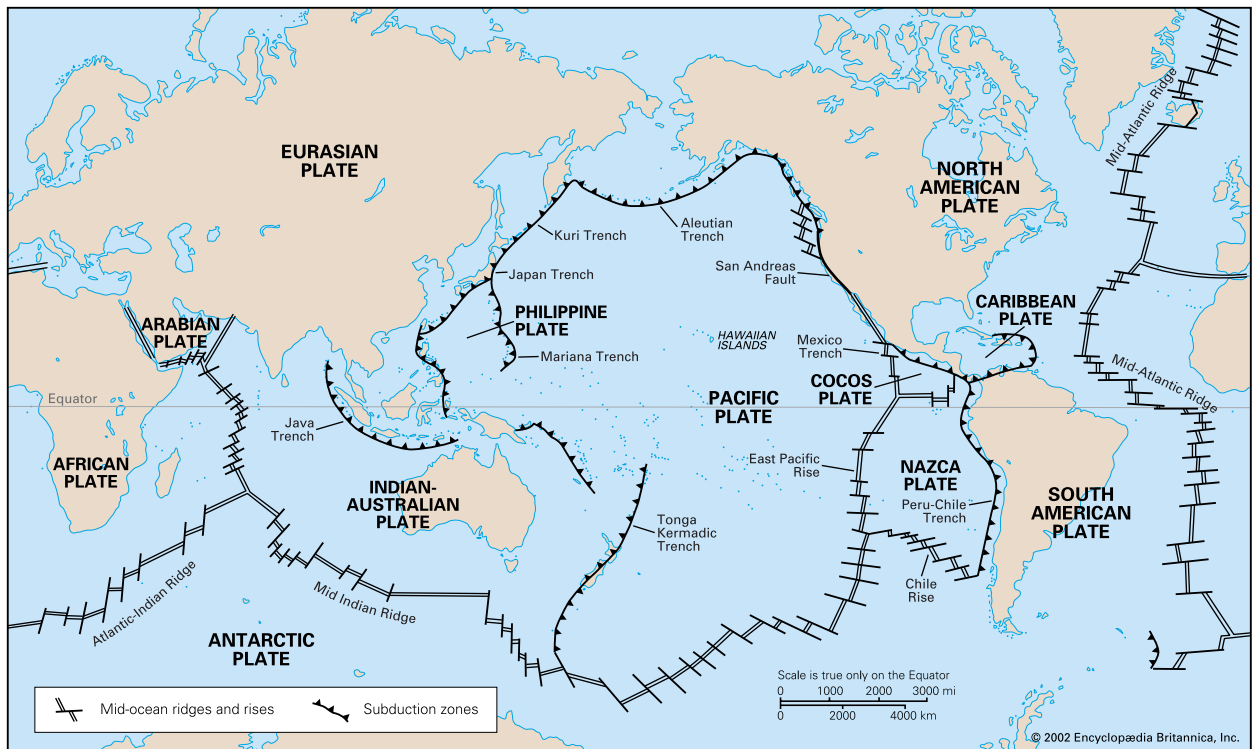 EURASIAN
PLATE
NORTH
AMERICAN
PLATE
Mid-Atlantic Ridge
Aleutian
Trench
Kuri Trench
Japan Trench
San Andreas
Fault
ARABIAN
PLATE
PHILIPPINE
PLATE
CARIBBEAN
PLATE
HAWAIIAN
ISLANDS
Mexico
Trench
Mariana Trench
COCOS
PLATE
Mid-Atlantic Ridge
Equator
PACIFIC
PLATE
Java
Trench
AFRICAN
PLATE
East Pacific
Rise
NAZCA
PLATE
INDIAN-
AUSTRALIAN
PLATE
Peru-Chile
Trench
SOUTH
AMERICAN
PLATE
Tonga
Kermadic
Trench
Chile
Rise
Atlantic-Indian Ridge
Mid Indian Ridge
ANTARCTIC
PLATE
Scale is true only on the Equator
0 1000 2000 3000 mi
0 2000 4000 km
Mid-ocean ridges and rises
Subduction zones
© 2002 Encyclopædia Britannica, Inc.